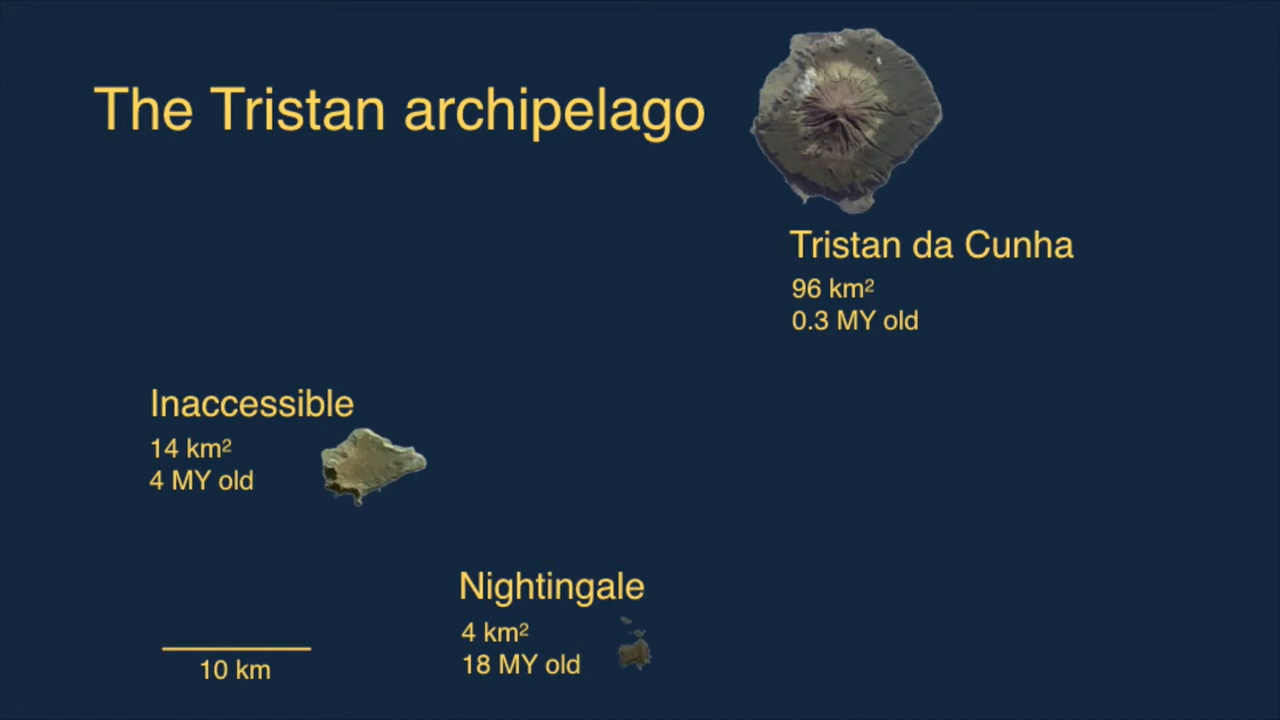 The Tristan archipelago
Tristan da Cunha
96 km²
0.3 MY old
Inaccessible
14 km²
4 MY old
Nightingale
4 km²
18 MY old
10 km